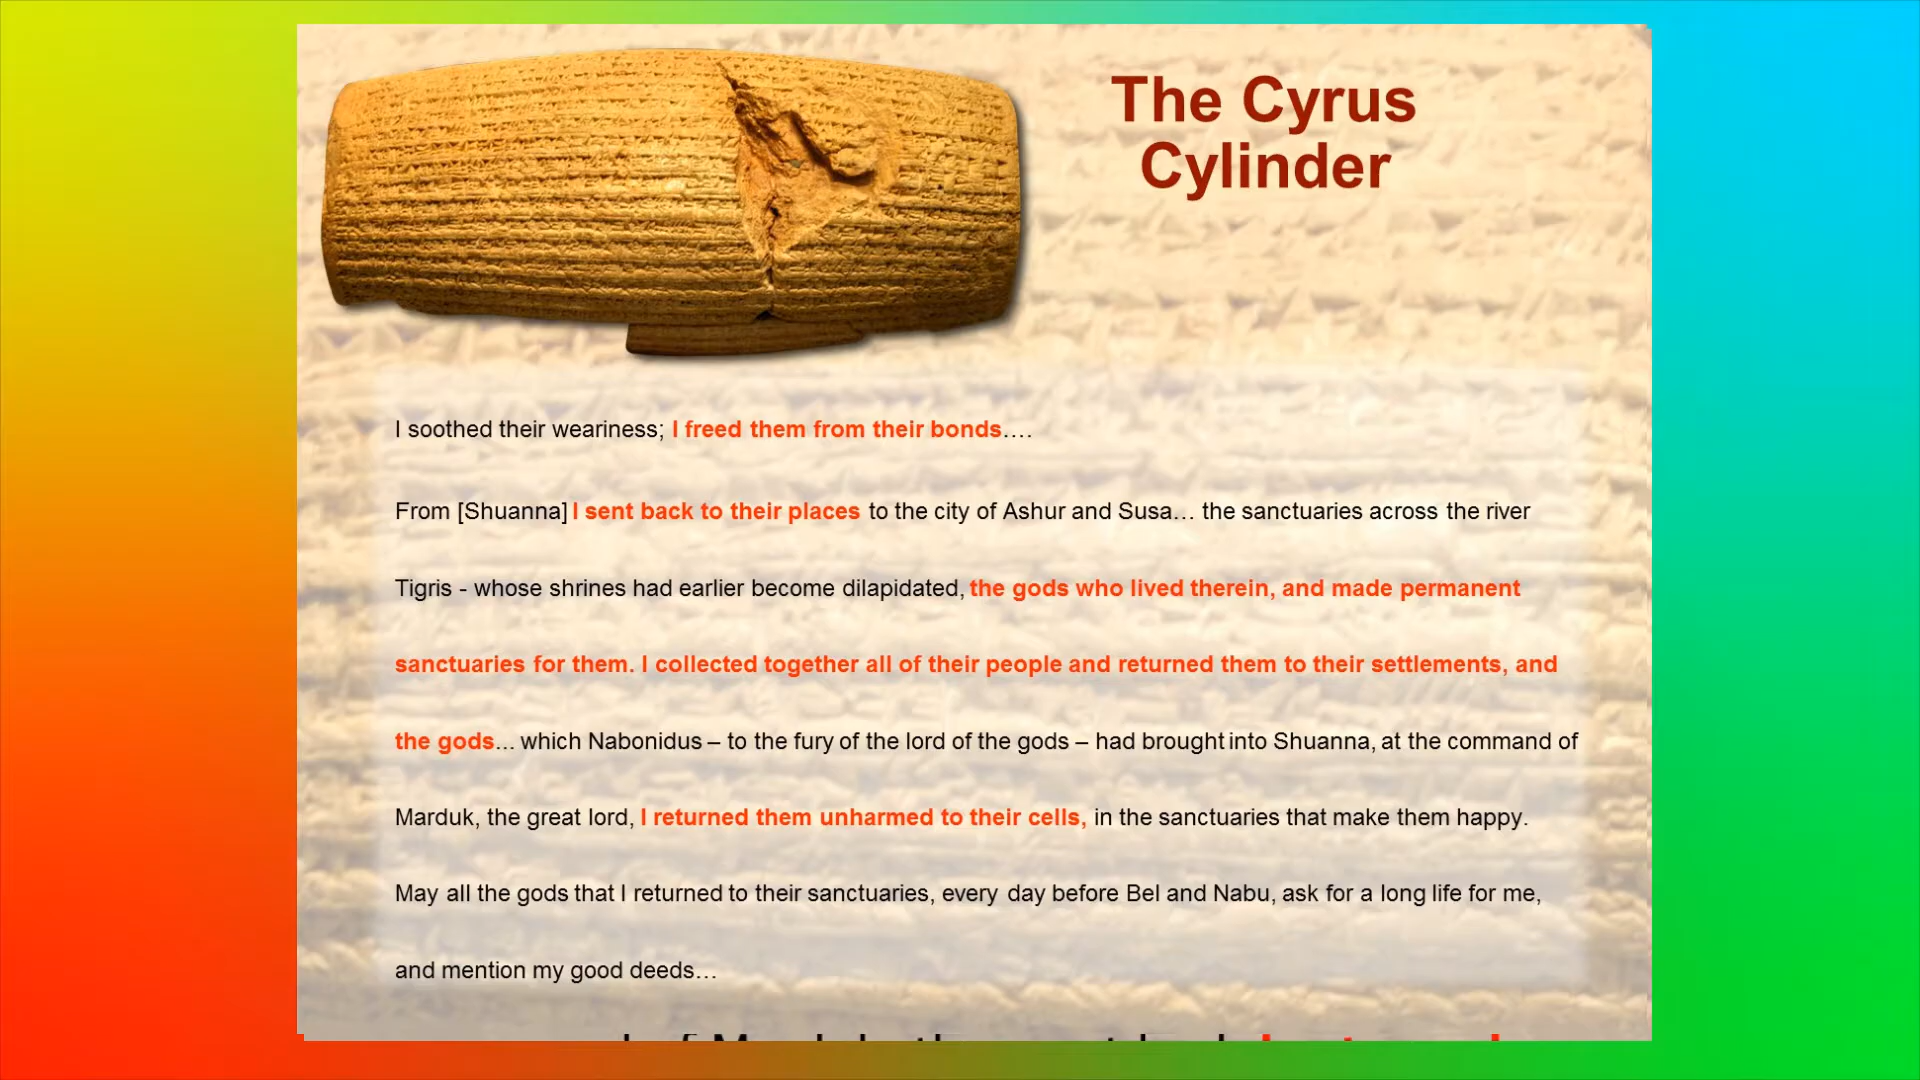 The Cyrus
Cylinder
I soothed their weariness; I freed them from their bonds….
From [Shuanna] I sent back to their places to the city of Ashur and Susa… the sanctuaries across the river
Tigris - whose shrines had earlier become dilapidated, the gods who lived therein, and made permanent
sanctuaries for them. I collected together all of their people and returned them to their settlements, and
the gods... which Nabonidus – to the fury of the lord of the gods – had brought into Shuanna, at the command of
Marduk, the great lord, I returned them unharmed to their cells, in the sanctuaries that make them happy.
May all the gods that I returned to their sanctuaries, every day before Bel and Nabu, ask for a long life for me,
and mention my good deeds…